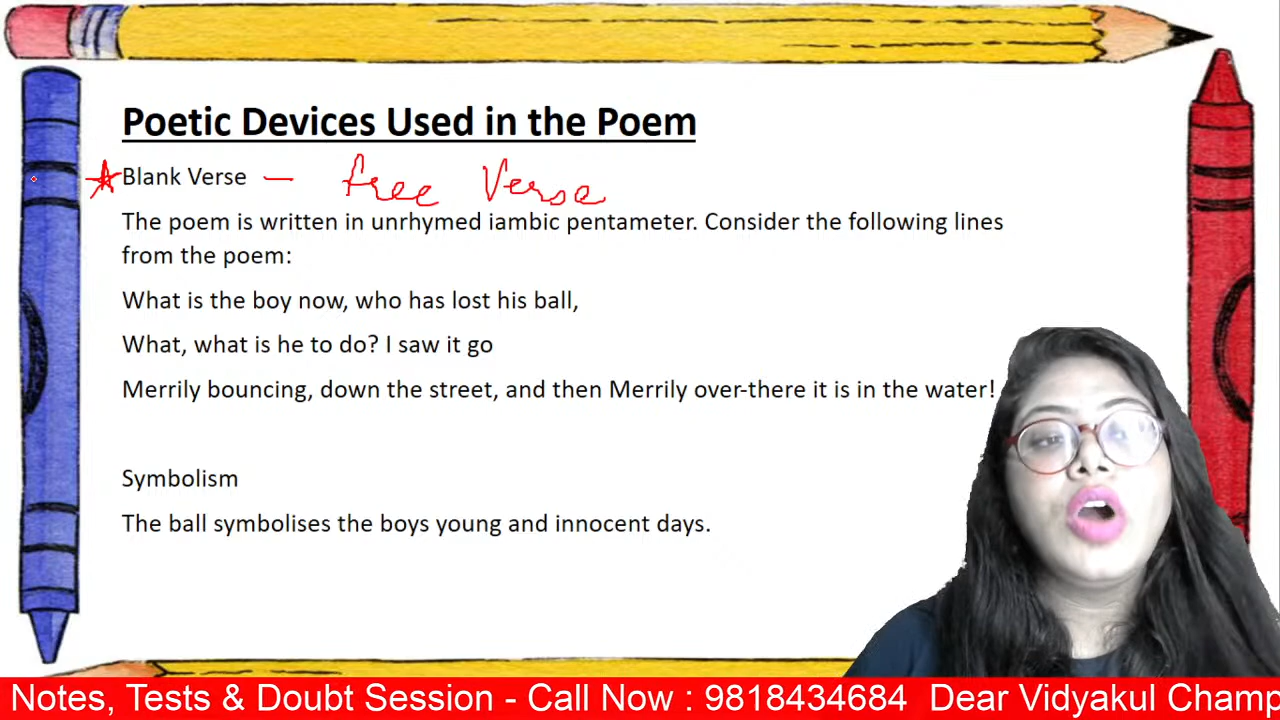 Poetic Devices Used in the Poem
Blank Verse — free Verse
The poem is written in unrhymed iambic pentameter. Consider the following lines
from the poem:
What is the boy now, who has lost his ball,
What, what is he to do? I saw it go
Merrily bouncing, down the street, and then Merrily over-there it is in the water!
Symbolism
The ball symbolises the boys young and innocent days.
Notes, Tests & Doubt Session - Call Now : 9818434684 Dear Vidyakul Champ